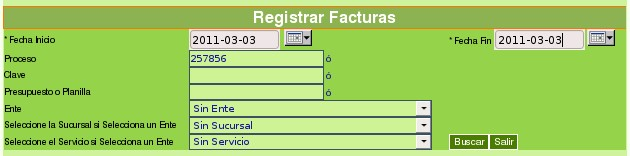 Registrar Facturas
* Fecha Inicio 2011-03-03 * Fecha Fin 2011-03-03
Proceso 257856 ó
Clave ó
Presupuesto o Planilla ó
Ente Sin Ente
Seleccione la Sucursal si Selecciona un Ente Sin Sucursal
Seleccione el Servicio si Selecciona un Ente Sin Servicio Buscar Salir